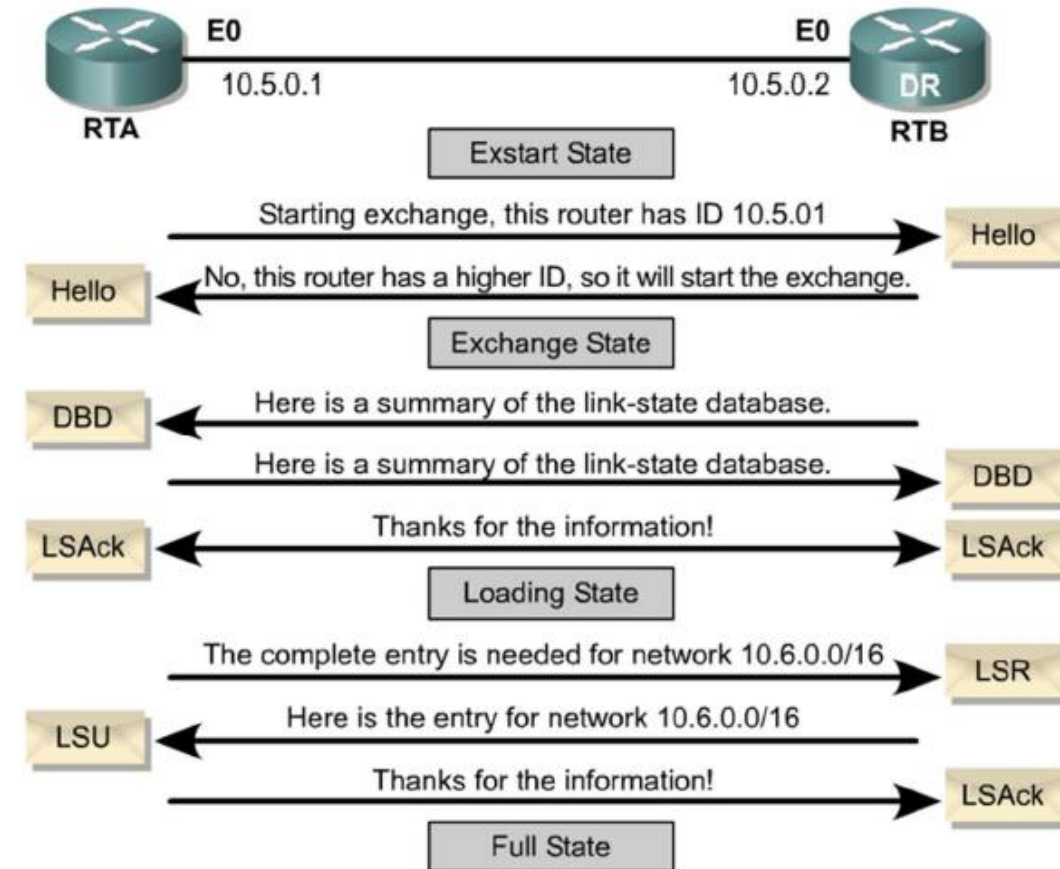 E0
E0
10.5.0.1
10.5.0.2
DR
RTA
RTB
Exstart State
Starting exchange, this router has ID 10.5.01
Hello
No, this router has a higher ID, so it will start the exchange.
Hello
Exchange State
Here is a summary of the link-state database.
DBD
Here is a summary of the link-state database.
DBD
Thanks for the information!
LSAck
LSAck
Loading State
The complete entry is needed for network 10.6.0.0/16
LSR
Here is the entry for network 10.6.0.0/16
LSU
Thanks for the information!
LSAck
Full State